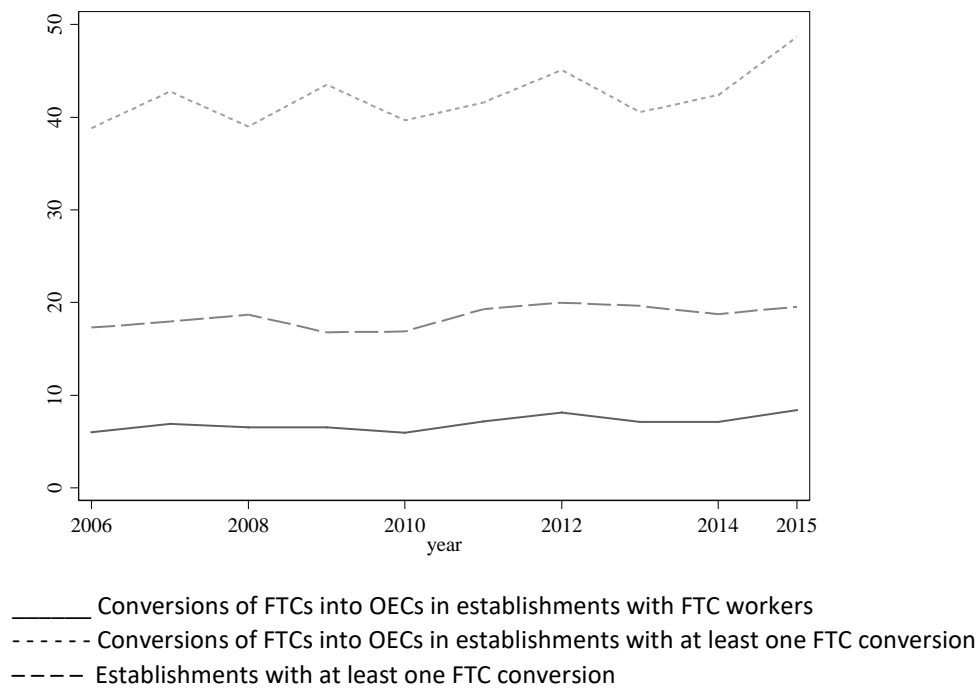 50
40
30
20
10
0
2006 2008 2010 2012 2014 2015
year
Conversions of FTCs into OECs in establishments with FTC workers
Conversions of FTCs into OECs in establishments with at least one FTC conversion
Establishments with at least one FTC conversion